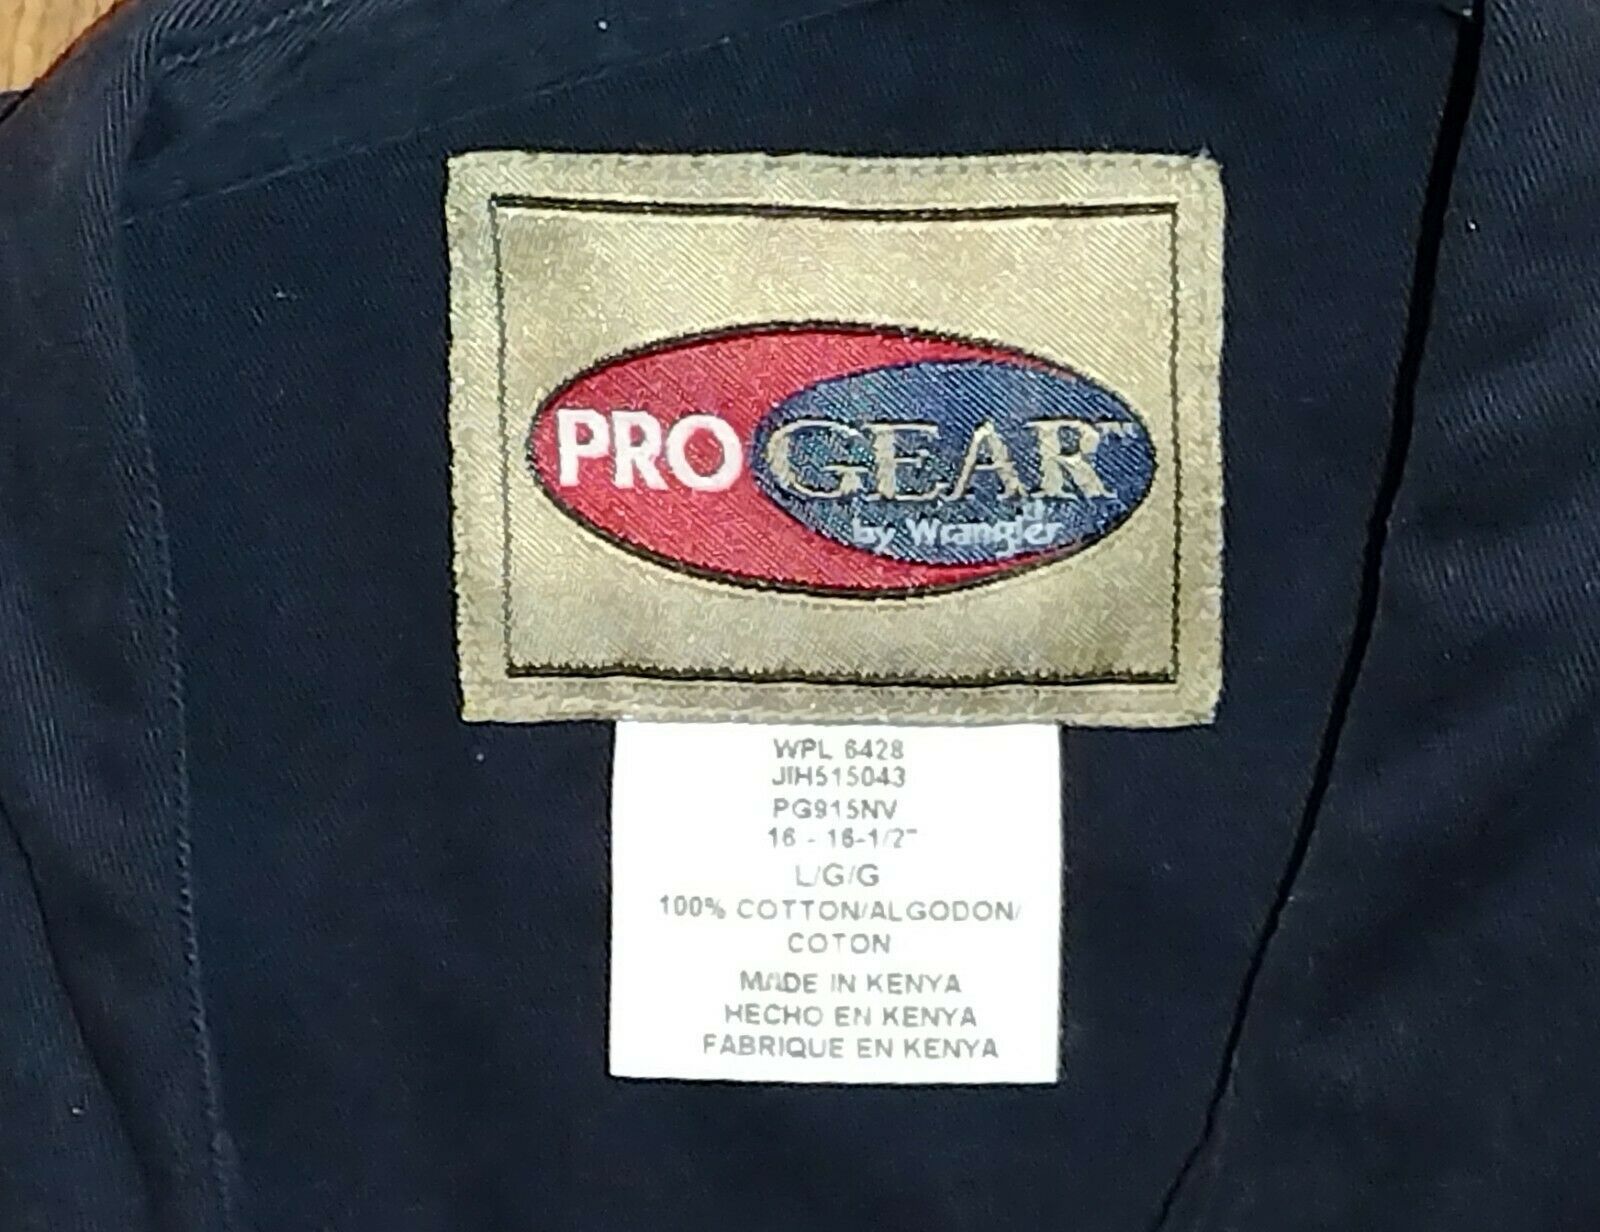 PRO GEAR™
by Wrangler
WPL 6428
JIH515043
PG915NV
16 - 16-1/2"
L/G/G
100% COTTON/ALGODON/
COTON
MADE IN KENYA
HECHO EN KENYA
FABRIQUE EN KENYA